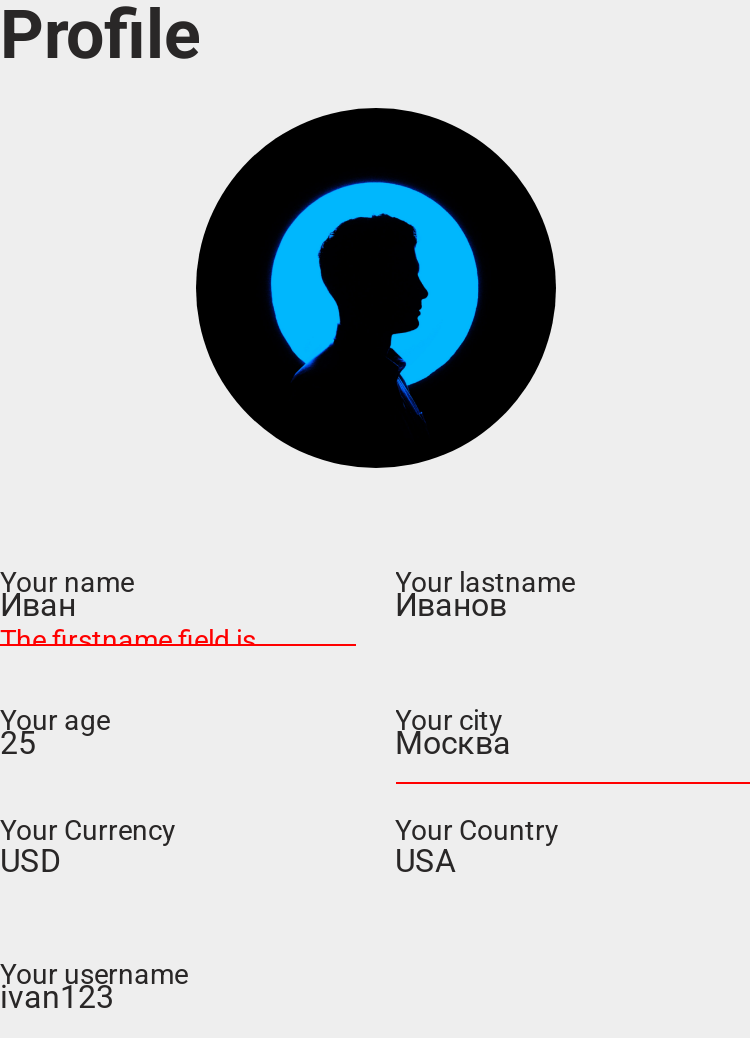 Profile
Your name
Иван
The firstname field is
Your lastname
Иванов
Your age
25
Your city
Москва
Your Currency
USD
Your Country
USA
Your username
ivan123